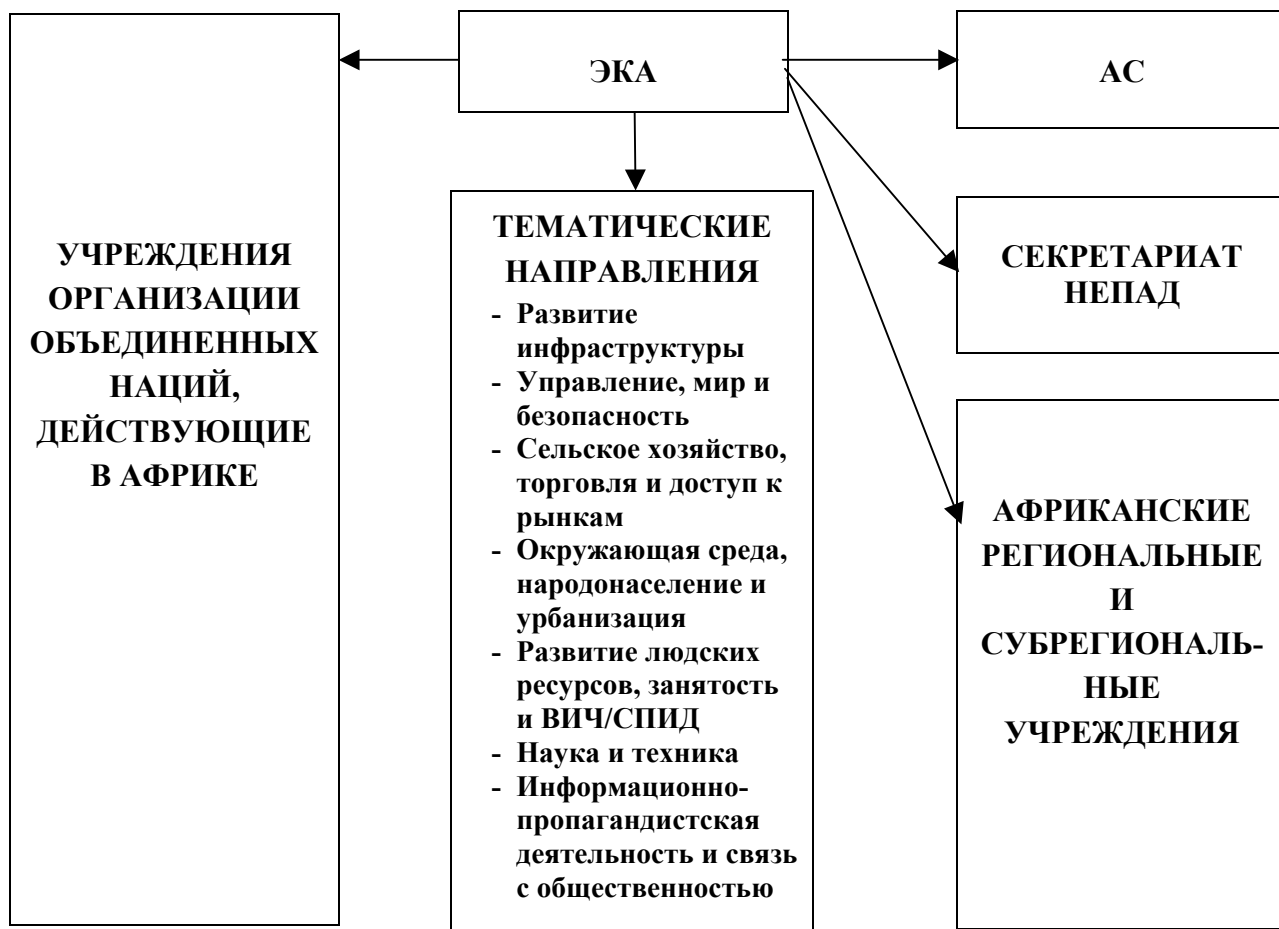 ЭКА
АС
УЧРЕЖДЕНИЯ
ОРГАНИЗАЦИИ
ОБЪЕДИНЕННЫХ
НАЦИЙ,
ДЕЙСТВУЮЩИЕ
В АФРИКЕ
ТЕМАТИЧЕСКИЕ
НАПРАВЛЕНИЯ
- Развитие
инфраструктуры
- Управление, мир и
безопасность
- Сельское хозяйство,
торговля и доступ к
рынкам
- Окружающая среда,
народонаселение и
урбанизация
- Развитие людских
ресурсов, занятость
и ВИЧ/СПИД
- Наука и техника
- Информационно-
пропагандистская
деятельность и связь
с общественностью
СЕКРЕТАРИАТ
НЕПАД
АФРИКАНСКИЕ
РЕГИОНАЛЬНЫЕ
И
СУБРЕГИОНАЛЬ-
НЫЕ
УЧРЕЖДЕНИЯ